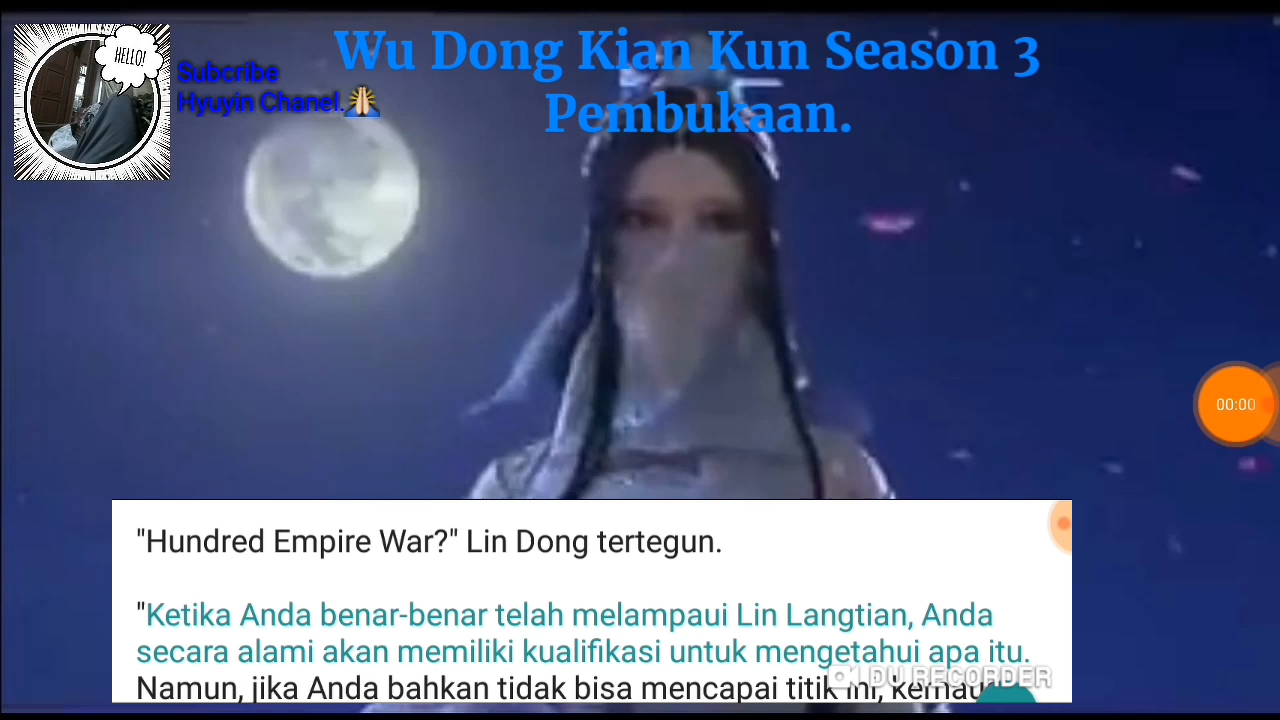 HELLO!
Subcribe
Hyuyin Chanel.🙏
Wu Dong Kian Kun Season 3
Pembukaan.
00:00
"Hundred Empire War?" Lin Dong tertegun.
"Ketika Anda benar-benar telah melampaui Lin Langtian, Anda
secara alami akan memiliki kualifikasi untuk mengetahui apa itu.
Namun, jika Anda bahkan tidak bisa mencapai titik ini,
DU RECORDER